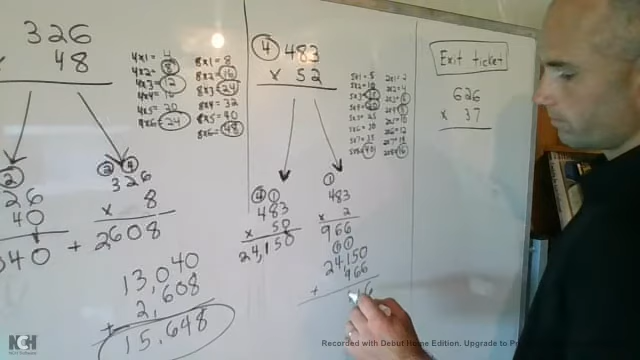 326
48
4x1= 4
4x2= 8
4x3= 12
4x4= 16
4x5= 20
4x6= 24
8x1= 8
8x2= 16
8x3= 24
8x4= 32
8x5= 40
8x6= 48
2
26
40
040
+
2 4
326
x 8
2,608
13,040
2,608
+
15,648
4 483
x 52
5x1= 5
5x2= 10
5x3= 15
5x4= 20
5x5= 25
5x6= 30
5x7= 35
5x8= 40
2x1= 2
2x2= 4
2x3= 6
2x4= 8
2x5= 10
2x6= 12
2x7= 14
2x8= 16
4 1
483
x 50
24,150
1
483
x 2
966
24,150
966
+
16
Exit ticket
626
x 37
NCH
Recorded with Debut Home Edition. Upgrade to